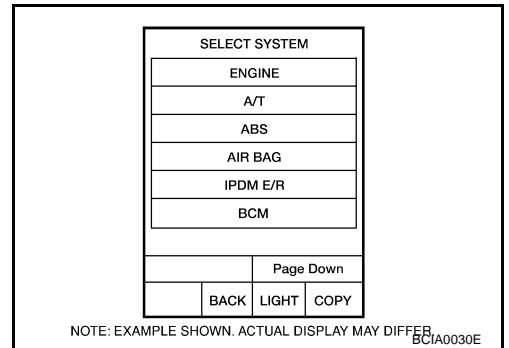 SELECT SYSTEM
ENGINE
A/T
ABS
AIR BAG
IPDM E/R
BCM
Page Down
BACK LIGHT COPY
NOTE: EXAMPLE SHOWN. ACTUAL DISPLAY MAY DIFFER.
BCIA0030E